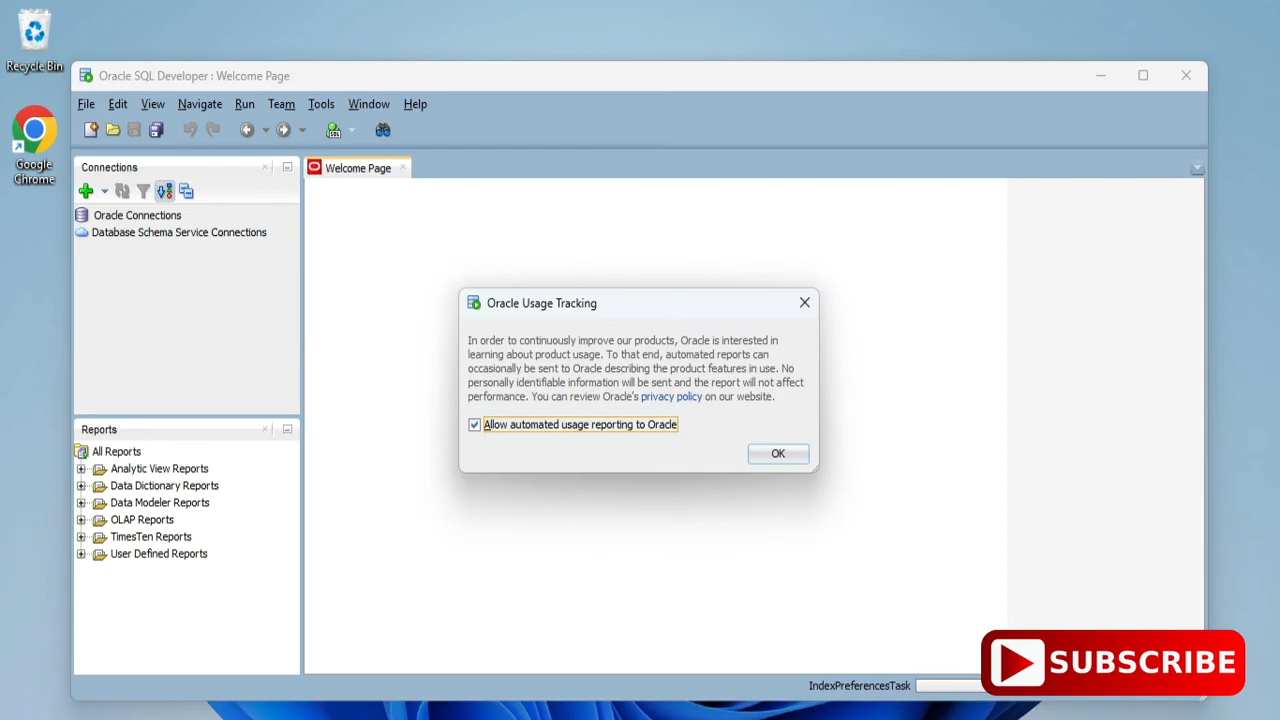 Recycle Bin
Google
Chrome
Oracle SQL Developer : Welcome Page
File Edit View Navigate Run Team Tools Window Help
Connections
Welcome Page
Oracle Connections
Database Schema Service Connections
Oracle Usage Tracking
In order to continuously improve our products, Oracle is interested in
learning about product usage. To that end, automated reports can
occasionally be sent to Oracle describing the product features in use. No
personally identifiable information will be sent and the report will not affect
performance. You can review Oracle's privacy policy on our website.
Allow automated usage reporting to Oracle
OK
Reports
All Reports
Analytic View Reports
Data Dictionary Reports
Data Modeler Reports
OLAP Reports
TimesTen Reports
User Defined Reports
IndexPreferencesTask
SUBSCRIBE